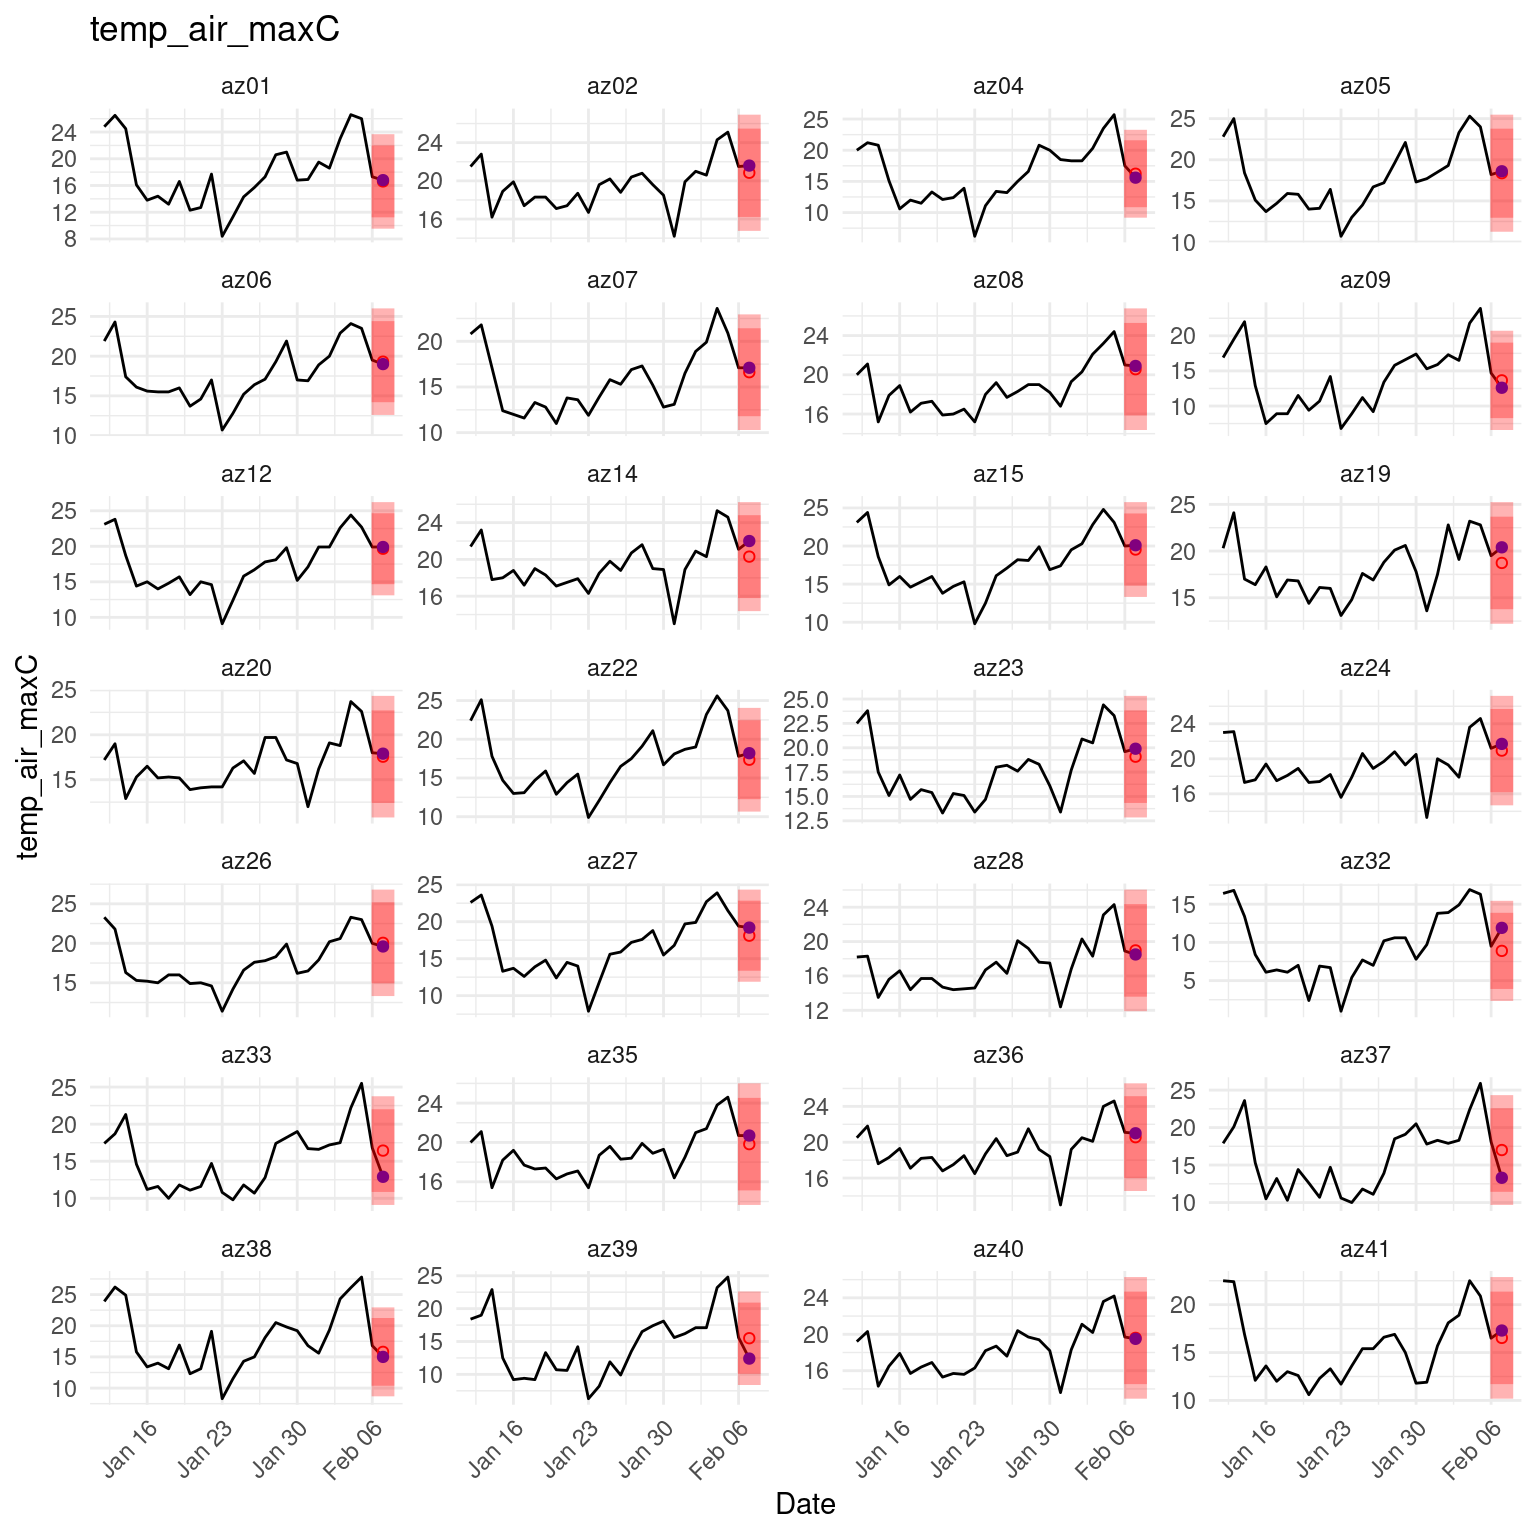 temp_air_maxC
az01 az02 az04 az05
24 20 16 12 8
24 20 16
25 20 15 10
25 20 15 10
az06 az07 az08 az09
25 20 15 10
20 15 10
24 20 16
20 15 10
az12 az14 az15 az19
25 20 15 10
24 20 16
25 20 15 10
25 20 15
az20 az22 az23 az24
25 20 15
25 20 15 10
25.0 22.5 20.0 17.5 15.0 12.5
24 20 16
az26 az27 az28 az32
25 20 15
25 20 15 10
24 20 16 12
15 10 5
az33 az35 az36 az37
25 20 15 10
24 20 16
24 20 16
25 20 15 10
az38 az39 az40 az41
25 20 15 10
25 20 15 10
24 20 16
20 15 10
temp_air_maxC
Jan 16 Jan 23 Jan 30 Feb 06
Jan 16 Jan 23 Jan 30 Feb 06
Jan 16 Jan 23 Jan 30 Feb 06
Jan 16 Jan 23 Jan 30 Feb 06
Date